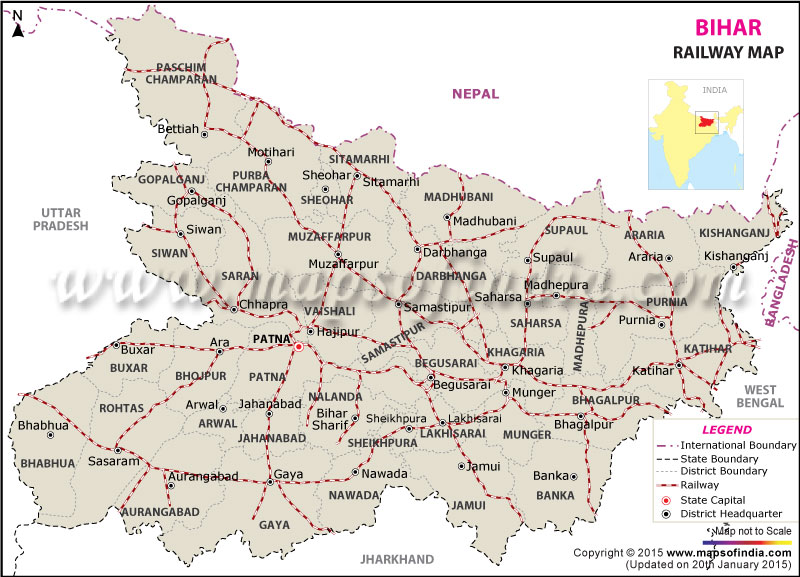 N
BIHAR
RAILWAY MAP
INDIA
NEPAL
PASCHIM
CHAMPARAN
Bettiah
Motihari
SITAMARHI
GOPALGANJ
PURBA
CHAMPARAN
Sheohar
Sitamarhi
Gopalganj
SHEOHAR
MADHUBANI
UTTAR
PRADESH
Siwan
SIWAN
MUZAFFARPUR
Madhubani
SUPAUL
ARARIA
KISHANGANJ
Muzaffarpur
Darbhanga
Supaul
Araria
Kishanganj
BANGLADESH
SARAN
DARBHANGA
www.mapsofindia.com
Madhepura
Chhapra
VAISHALI
Samastipur
Saharsa
PURNIA
Hajipur
SAMASTIPUR
SAHARSA
MADHEPURA
Purnia
Buxar
Ara
PATNA
KHAGARIA
KATIHAR
BUXAR
BHOJPUR
PATNA
BEGUSARAI
Khagaria
Katihar
Begusarai
WEST
BENGAL
NALANDA
Munger
BHAGALPUR
ROHTAS
Arwal
Jahanabad
Bihar
Sharif
Sheikhpura
Lakhisarai
Bhagalpur
Bhabhua
ARWAL
JAHANABAD
SHEIKHPURA
LAKHISARAI
MUNGER
BHABHUA
Sasaram
Aurangabad
Gaya
Nawada
Jamui
Banka
NAWADA
BANKA
AURANGABAD
GAYA
JAMUI
JHARKHAND
LEGEND
International Boundary
State Boundary
District Boundary
Railway
State Capital
District Headquarter
Map not to Scale
Copyright © 2015 www.mapsofindia.com
(Updated on 20th January 2015)